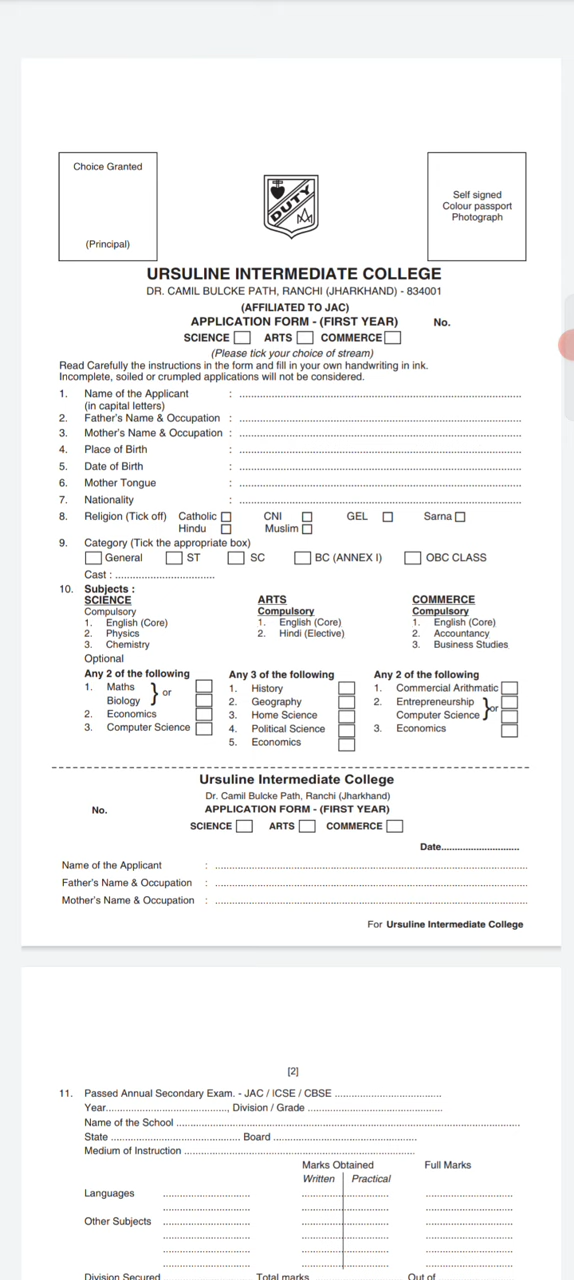 Choice Granted
(Principal)
DUTY
Self signed
Colour passport
Photograph
URSULINE INTERMEDIATE COLLEGE
DR. CAMIL BULCKE PATH, RANCHI (JHARKHAND) - 834001
(AFFILIATED TO JAC)
APPLICATION FORM - (FIRST YEAR) No.
SCIENCE ARTS COMMERCE
(Please tick your choice of stream)
Read Carefully the instructions in the form and fill in your own handwriting in ink.
Incomplete, soiled or crumpled applications will not be considered.
1. Name of the Applicant : ..........
(in capital letters)
2. Father's Name & Occupation : ..........
3. Mother's Name & Occupation : ..........
4. Place of Birth : ..........
5. Date of Birth : ..........
6. Mother Tongue : ..........
7. Nationality : ..........
8. Religion (Tick off) Catholic CNI GEL Sarna
Hindu Muslim
9. Category (Tick the appropriate box)
General ST SC BC (ANNEX I) OBC CLASS
Cast : ..........
10. Subjects :
SCIENCE ARTS COMMERCE
Compulsory Compulsory Compulsory
1. English (Core) 1. English (Core) 1. English (Core)
2. Physics 2. Hindi (Elective) 2. Accountancy
3. Chemistry 3. Business Studies
Optional
Any 2 of the following Any 3 of the following Any 2 of the following
1. Maths } or 1. History 1. Commercial Arithmatic
Biology 2. Geography 2. Entrepreneurship } or
2. Economics 3. Home Science Computer Science
3. Computer Science 4. Political Science 3. Economics
5. Economics
Ursuline Intermediate College
Dr. Camil Bulcke Path, Ranchi (Jharkhand)
No. APPLICATION FORM - (FIRST YEAR)
SCIENCE ARTS COMMERCE
Date..........
Name of the Applicant : ..........
Father's Name & Occupation : ..........
Mother's Name & Occupation : ..........
For Ursuline Intermediate College
[2]
11. Passed Annual Secondary Exam. - JAC / ICSE / CBSE ..........
Year.........., Division / Grade ..........
Name of the School ..........
State .......... Board ..........
Medium of Instruction ..........
Marks Obtained Full Marks
Written Practical
Languages ..........
Other Subjects ..........
Division Secured.......... Total marks .......... Out of..........